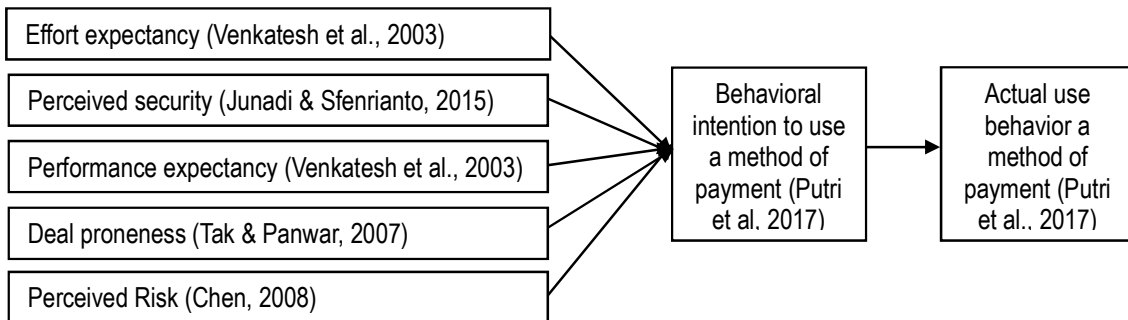 Effort expectancy (Venkatesh et al., 2003)
Perceived security (Junadi & Sfenrianto, 2015)
Performance expectancy (Venkatesh et al., 2003)
Deal proneness (Tak & Panwar, 2007)
Perceived Risk (Chen, 2008)
Behavioral
intention to use
a method of
payment (Putri
et al, 2017)
Actual use
behavior a
method of
payment (Putri
et al., 2017)